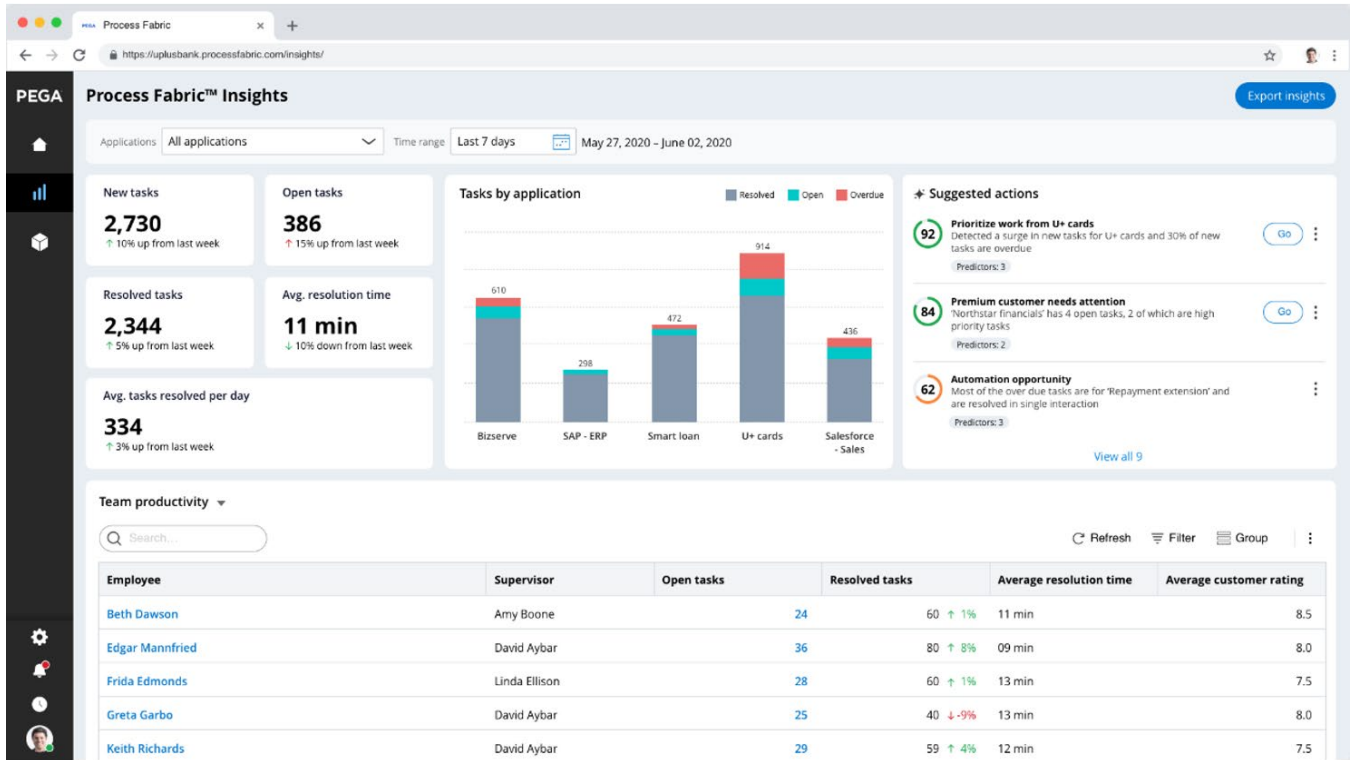 PEGA Process Fabric
https://uplusbank.processfabric.com/insights/
PEGA
Process Fabric™ Insights
Export insights
Applications All applications Time range Last 7 days May 27, 2020 – June 02, 2020
New tasks
2,730
↑ 10% up from last week
Open tasks
386
↑ 15% up from last week
Resolved tasks
2,344
↑ 5% up from last week
Avg. resolution time
11 min
↓ 10% down from last week
Avg. tasks resolved per day
334
↑ 3% up from last week
Tasks by application
Resolved Open Overdue
610
298
472
914
436
Bizserve
SAP - ERP
Smart loan
U+ cards
Salesforce
- Sales
Suggested actions
92
Prioritize work from U+ cards
Detected a surge in new tasks for U+ cards and 30% of new
tasks are overdue
Predictors: 3
Go
84
Premium customer needs attention
'Northstar financials' has 4 open tasks, 2 of which are high
priority tasks
Predictors: 2
Go
62
Automation opportunity
Most of the over due tasks are for 'Repayment extension' and
are resolved in single interaction
Predictors: 3
View all 9
Team productivity
Search...
Refresh Filter Group
Employee Supervisor Open tasks Resolved tasks Average resolution time Average customer rating
Beth Dawson Amy Boone 24 60 ↑ 1% 11 min 8.5
Edgar Mannfried David Aybar 36 80 ↑ 8% 09 min 8.0
Frida Edmonds Linda Ellison 28 60 ↑ 1% 13 min 7.5
Greta Garbo David Aybar 25 40 ↓ -9% 13 min 8.0
Keith Richards David Aybar 29 59 ↑ 4% 12 min 7.5